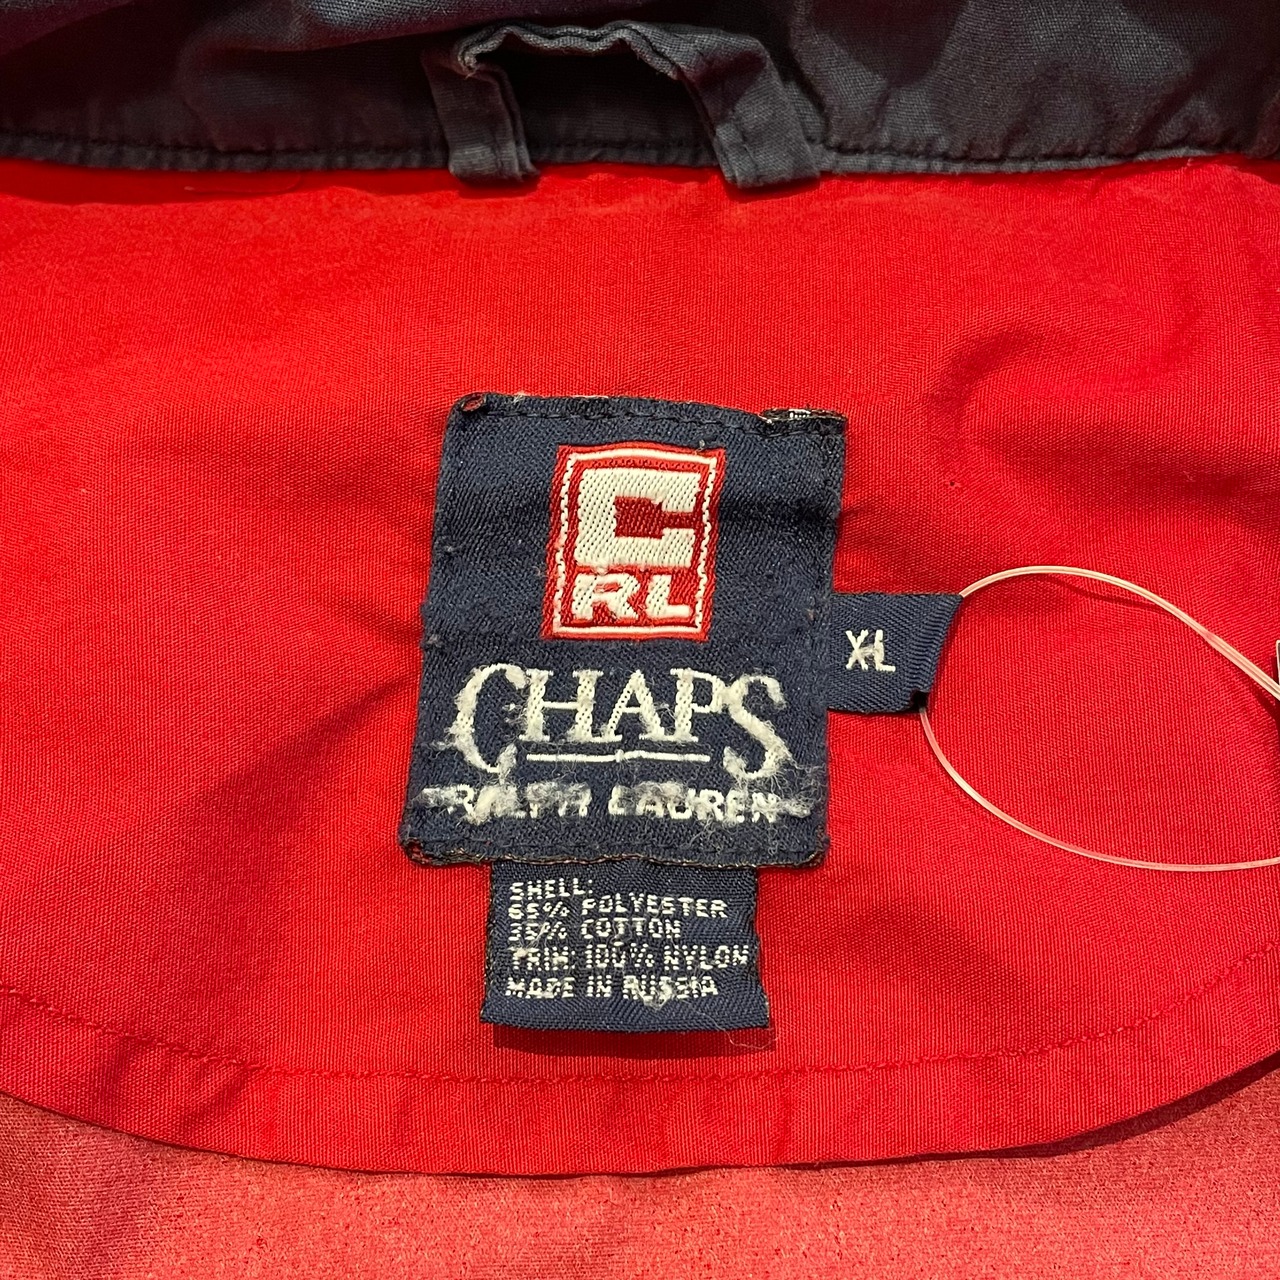 C
RL
CHAPS
RALPH LAUREN
XL
SHELL:
65% POLYESTER
35% COTTON
TRIM: 100% NYLON
MADE IN RUSSIA